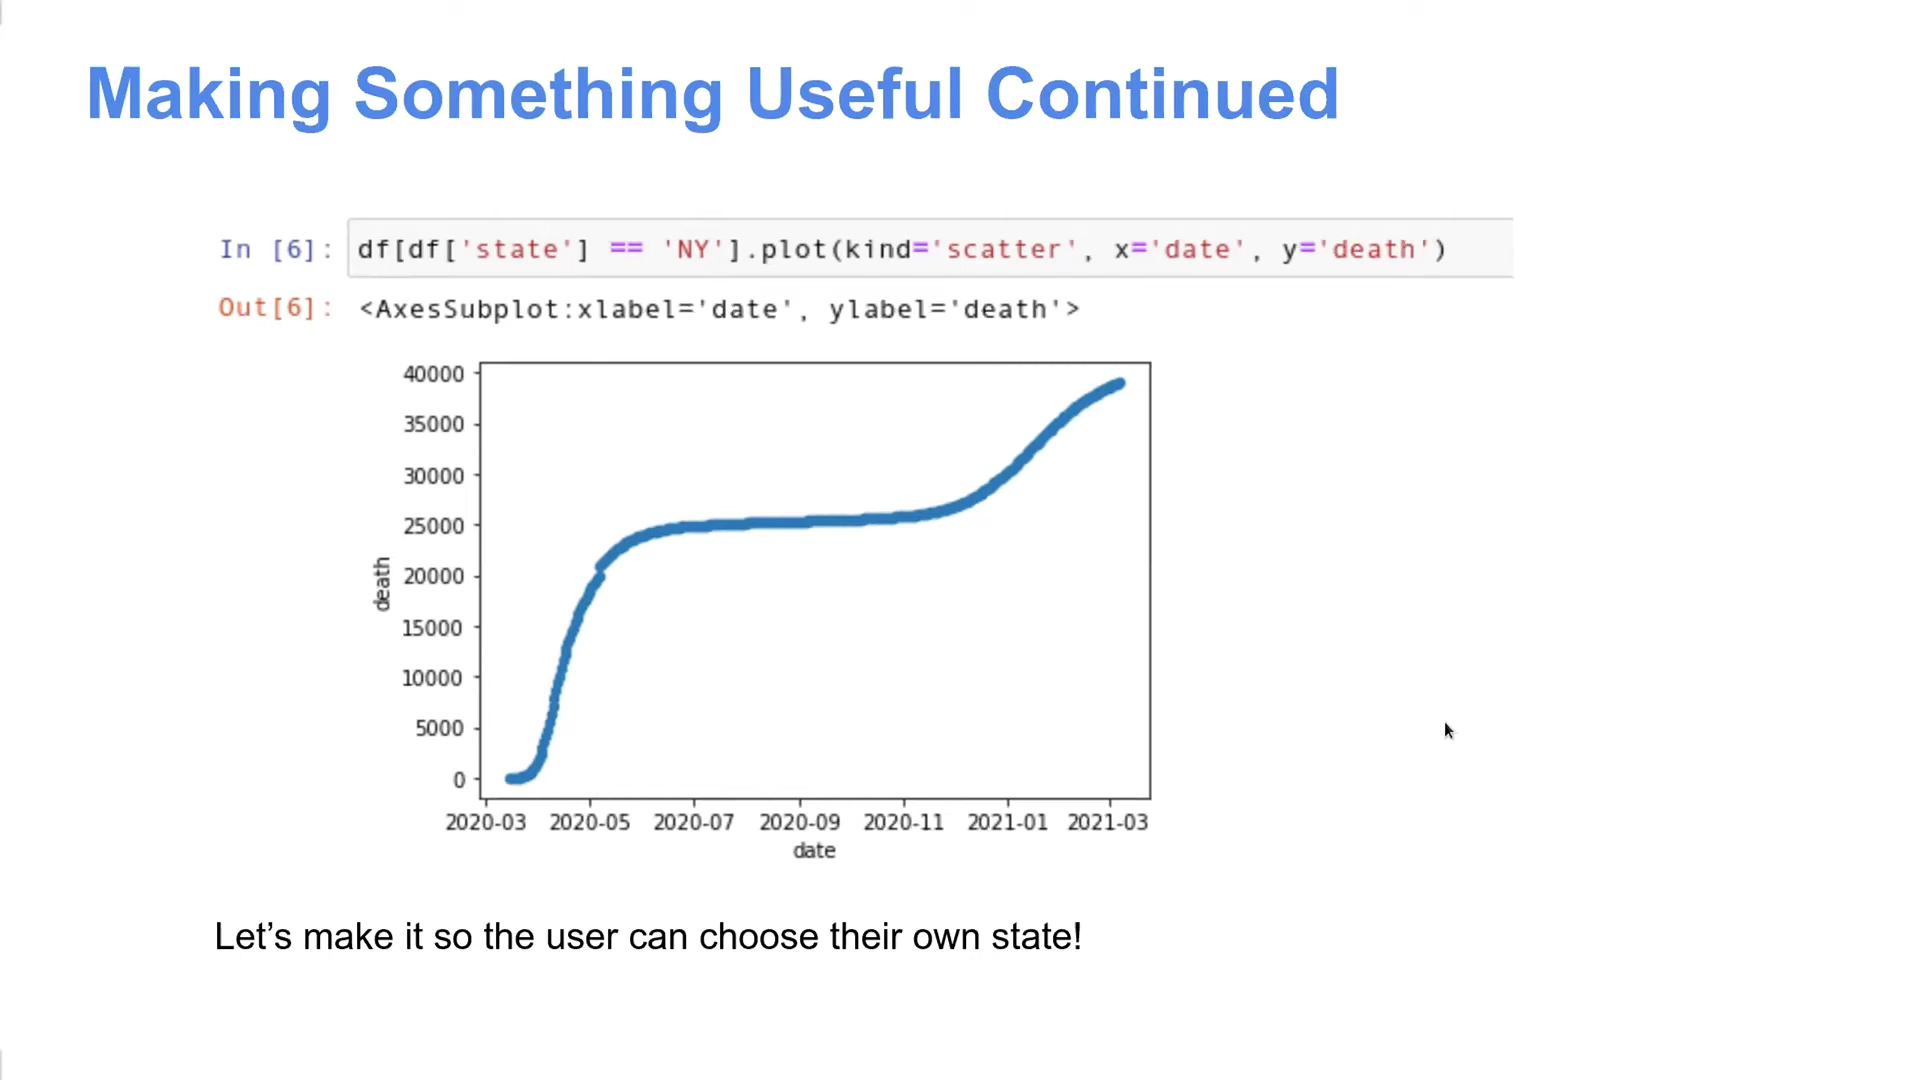 Making Something Useful Continued
In [6]: df[df['state'] == 'NY'].plot(kind='scatter', x='date', y='death')
Out[6]: <AxesSubplot:xlabel='date', ylabel='death'>
40000
35000
30000
25000
20000
15000
10000
5000
0
death
2020-03 2020-05 2020-07 2020-09 2020-11 2021-01 2021-03
date
Let’s make it so the user can choose their own state!